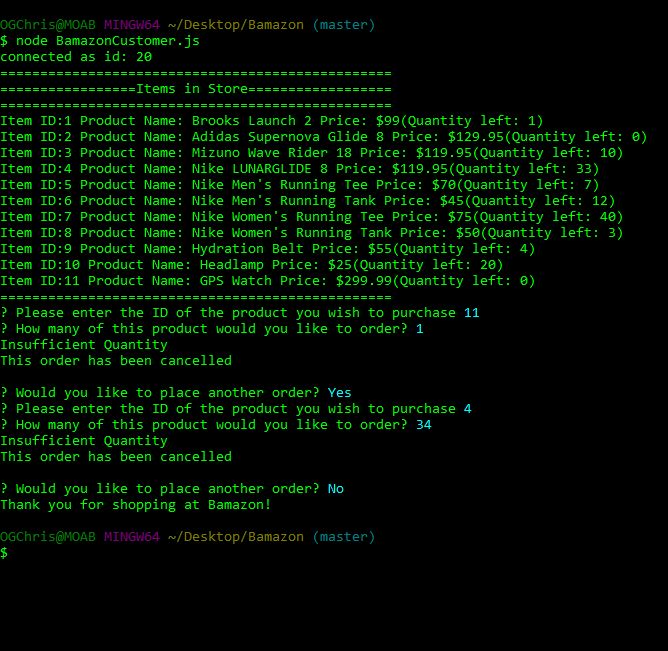 OGChris@MOAB MINGW64 ~/Desktop/Bamazon (master)
$ node BamazonCustomer.js
connected as id: 20
=================================================
=================Items in Store==================
=================================================
Item ID:1 Product Name: Brooks Launch 2 Price: $99(Quantity left: 1)
Item ID:2 Product Name: Adidas Supernova Glide 8 Price: $129.95(Quantity left: 0)
Item ID:3 Product Name: Mizuno Wave Rider 18 Price: $119.95(Quantity left: 10)
Item ID:4 Product Name: Nike LUNARGLIDE 8 Price: $119.95(Quantity left: 33)
Item ID:5 Product Name: Nike Men's Running Tee Price: $70(Quantity left: 7)
Item ID:6 Product Name: Nike Men's Running Tank Price: $45(Quantity left: 12)
Item ID:7 Product Name: Nike Women's Running Tee Price: $75(Quantity left: 40)
Item ID:8 Product Name: Nike Women's Running Tank Price: $50(Quantity left: 3)
Item ID:9 Product Name: Hydration Belt Price: $55(Quantity left: 4)
Item ID:10 Product Name: Headlamp Price: $25(Quantity left: 20)
Item ID:11 Product Name: GPS Watch Price: $299.99(Quantity left: 0)
=================================================
? Please enter the ID of the product you wish to purchase 11
? How many of this product would you like to order? 1
Insufficient Quantity
This order has been cancelled
? Would you like to place another order? Yes
? Please enter the ID of the product you wish to purchase 4
? How many of this product would you like to order? 34
Insufficient Quantity
This order has been cancelled
? Would you like to place another order? No
Thank you for shopping at Bamazon!
OGChris@MOAB MINGW64 ~/Desktop/Bamazon (master)
$